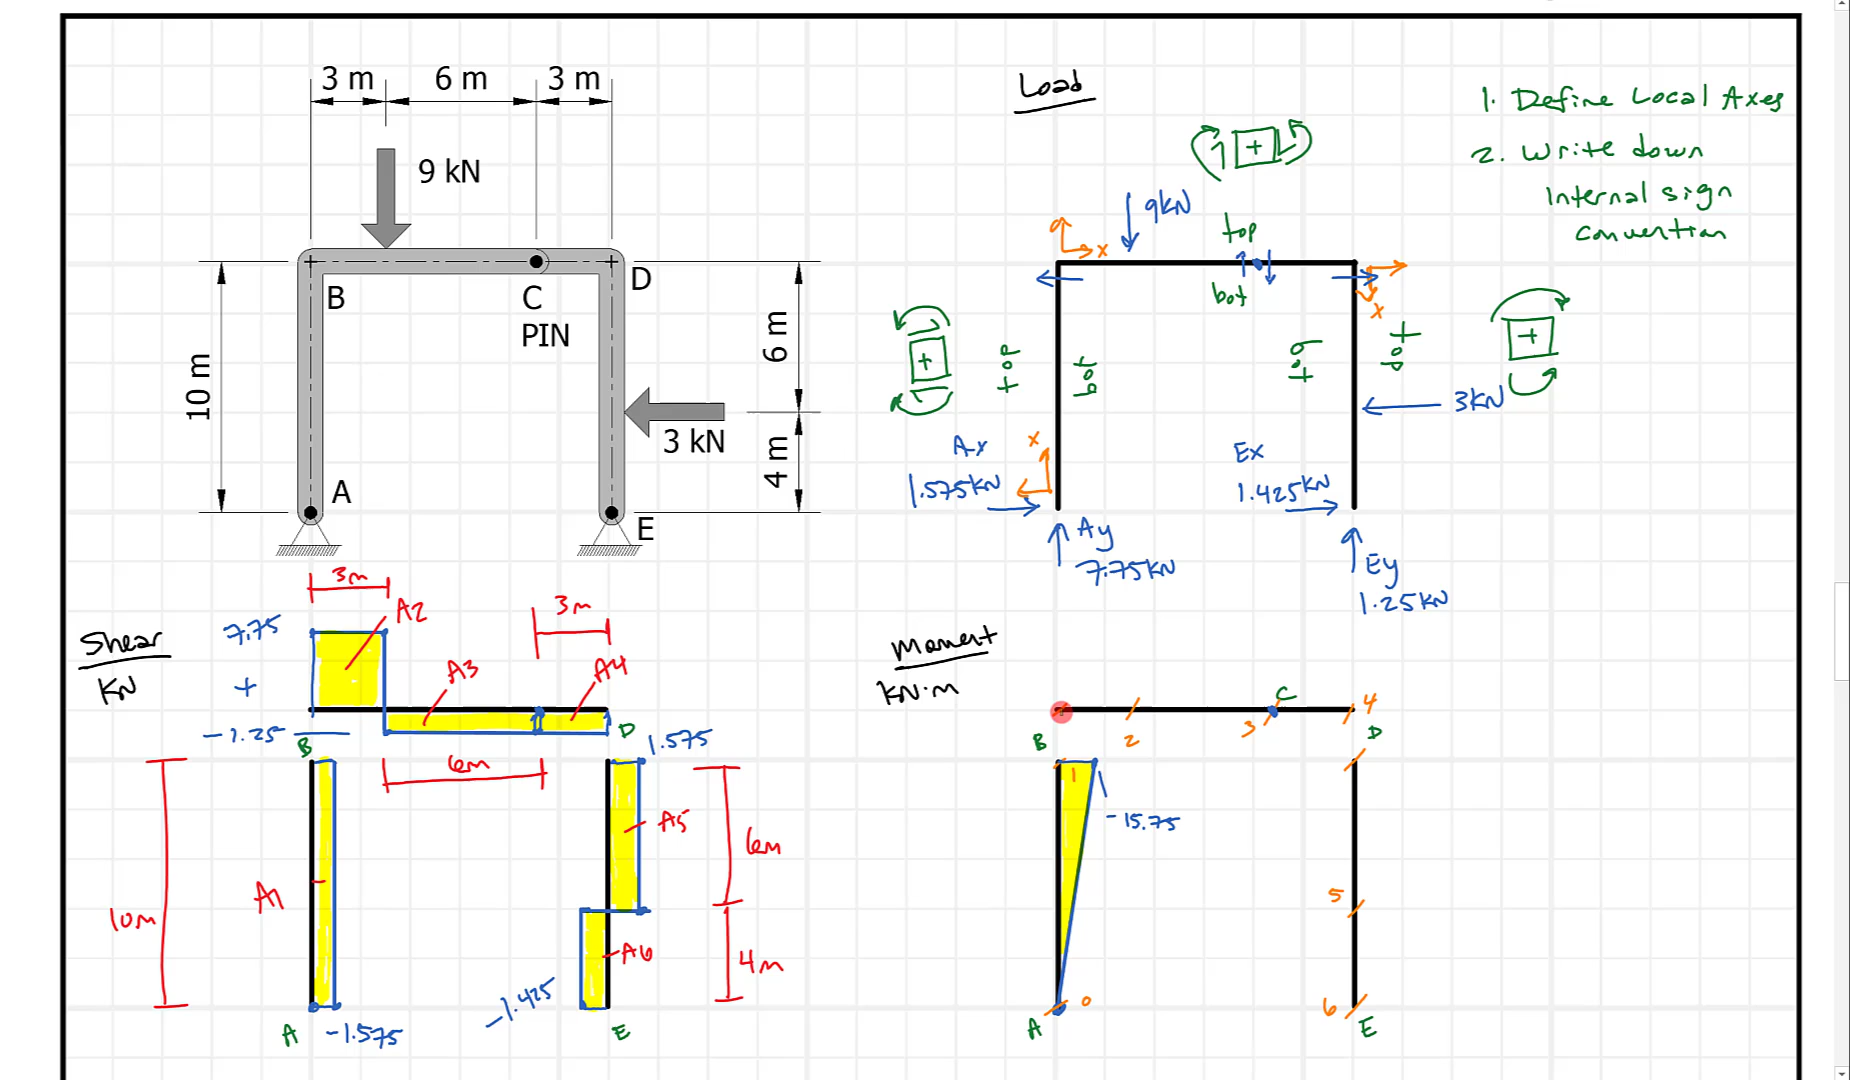 3 m 6 m 3 m
9 kN
B C D
PIN
10 m
6 m
3 kN
4 m
A
E
Load
1. Define Local Axes
2. Write down
Internal sign
convention
+
9kN
top
x
bot
x
+
top
bot
top
bot
+
3kN
Ax
1.575kN
x
Ex
1.425kN
Ay
7.75kN
Ey
1.25kN
Shear
KN
3m
7.75
A2
+
A3
3m
A4
-1.25
B
D
1.575
6m
A5
6m
10m
A1
A6
4m
-1.425
A
-1.575
E
Moment
KN·m
C
4
B
2
3
D
1
-15.75
5
A
0
6
E